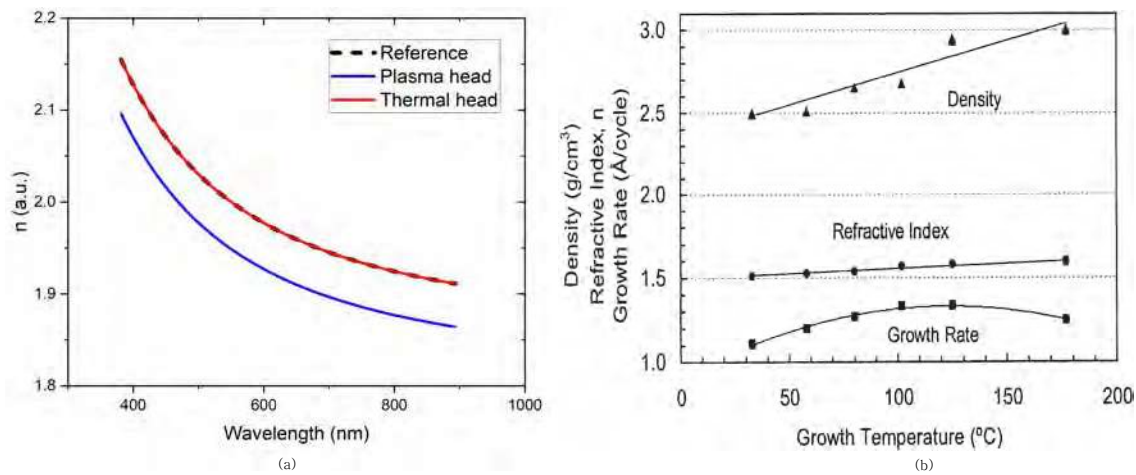 2.2
2.1
2.0
1.9
1.8
n (a.u.)
400
600
800
1000
Wavelength (nm)
Reference
Plasma head
Thermal head
(a)
Density (g/cm³)
Refractive Index, n
Growth Rate (Å/cycle)
3.0
2.5
2.0
1.5
1.0
Density
Refractive Index
Growth Rate
0
50
100
150
200
Growth Temperature (ºC)
(b)